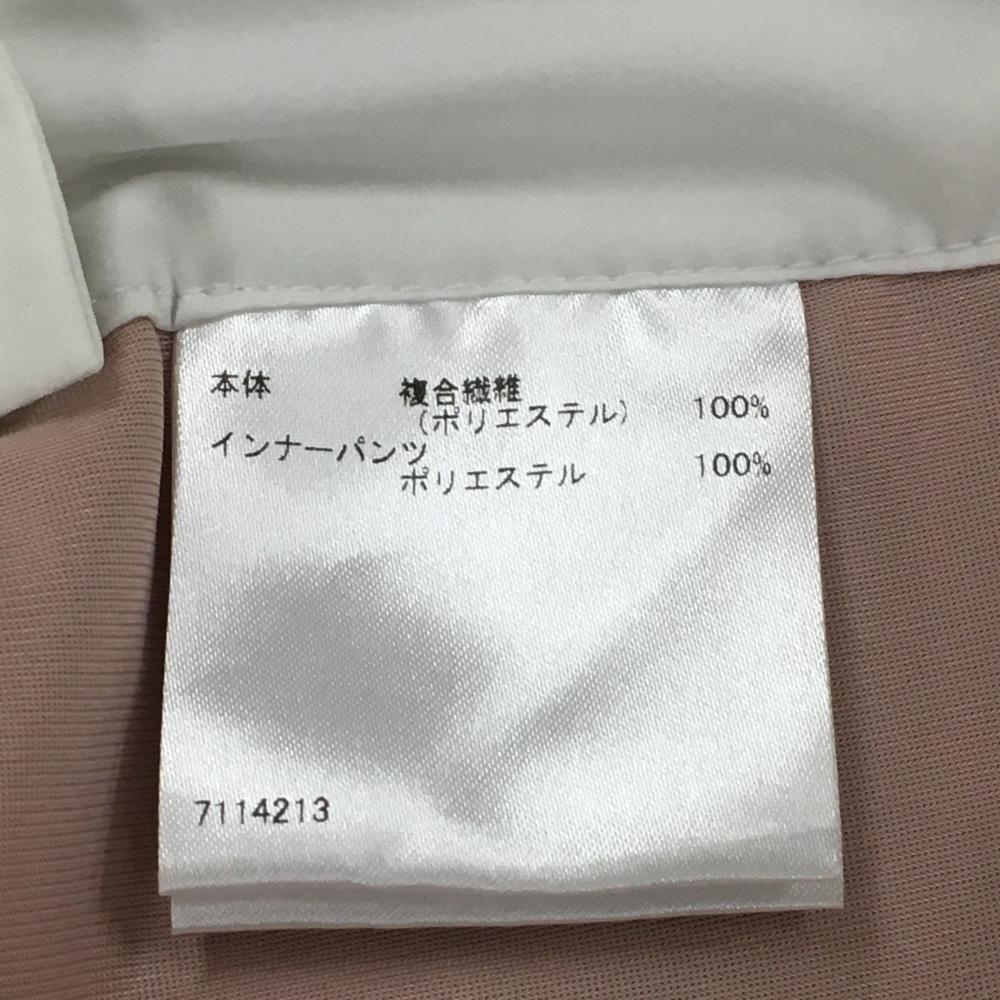 本体 複合繊維
(ポリエステル) 100%
インナーパンツ
ポリエステル 100%
7114213